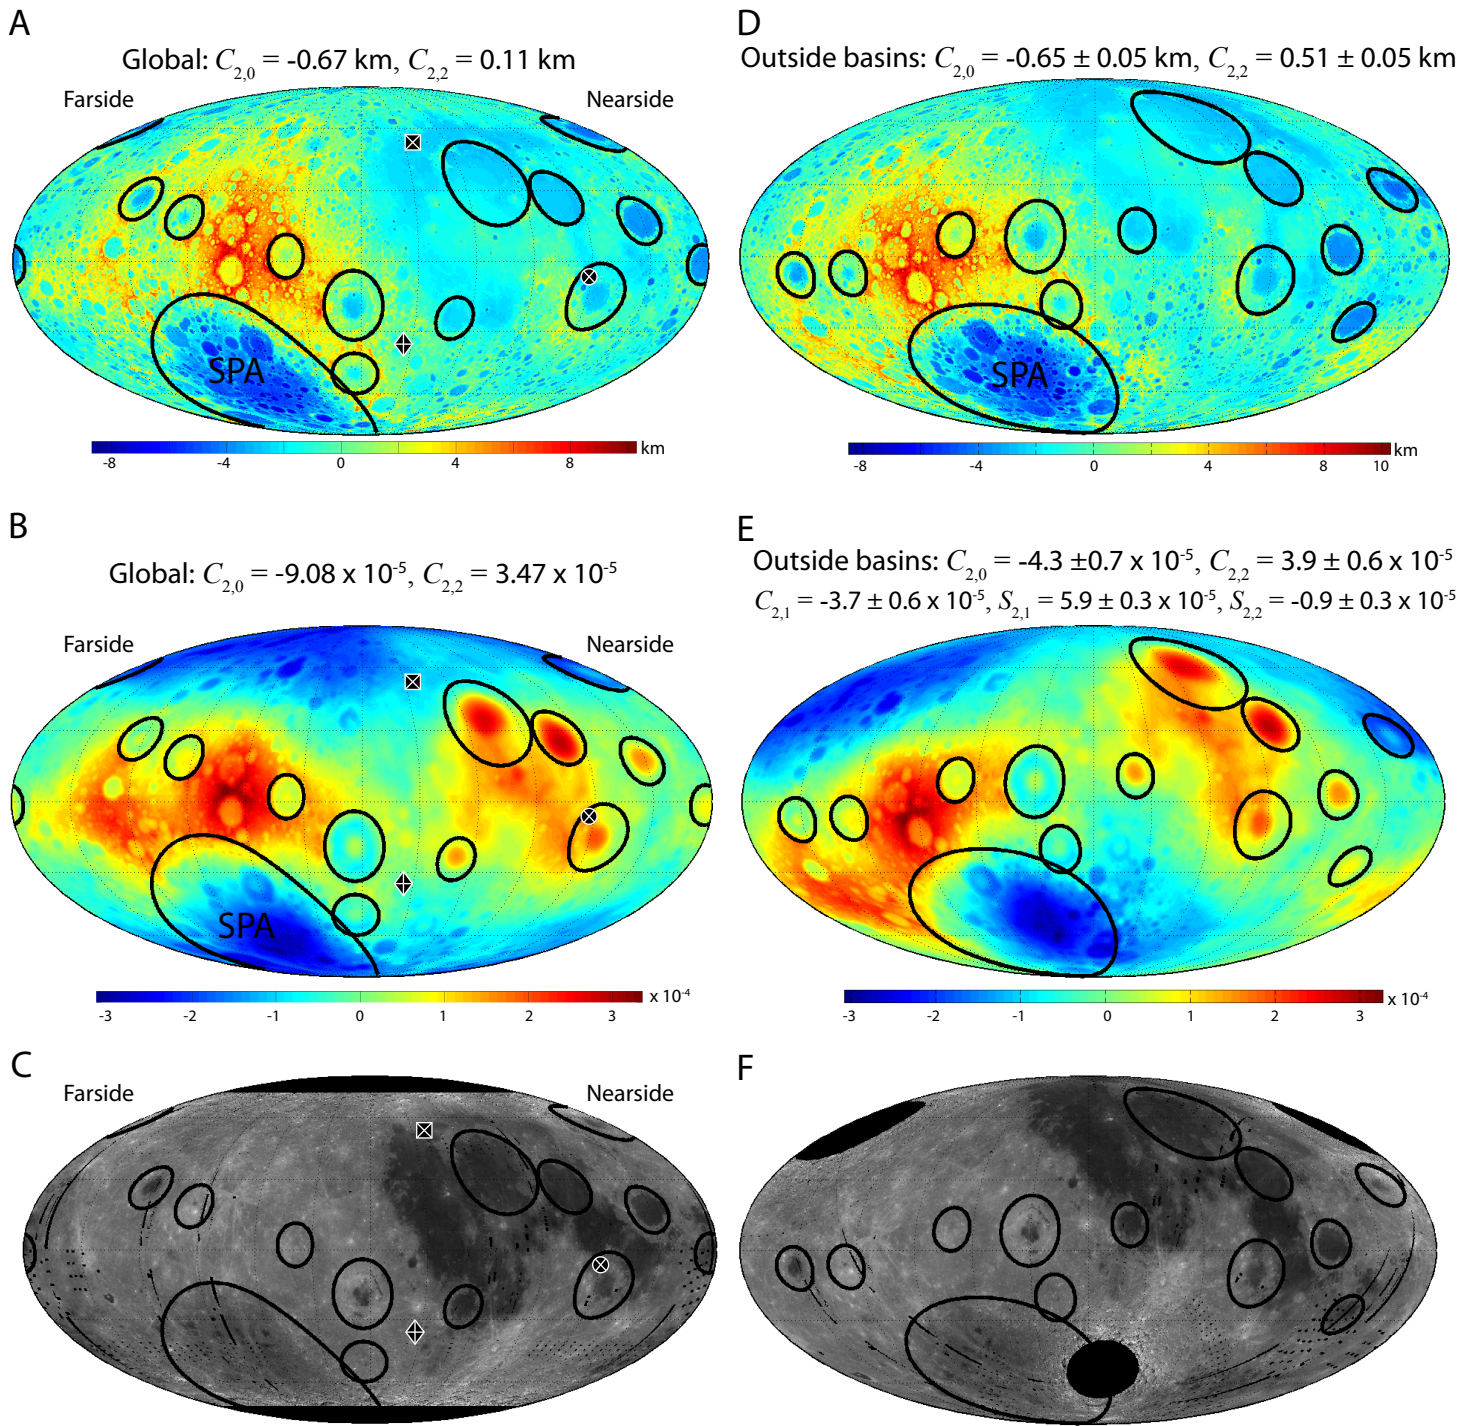 A
Global: C2,0 = -0.67 km, C2,2 = 0.11 km
Farside
Nearside
SPA
-8 -4 0 4 8 km
D
Outside basins: C2,0 = -0.65 ± 0.05 km, C2,2 = 0.51 ± 0.05 km
SPA
-8 -4 0 4 8 10 km
B
Global: C2,0 = -9.08 x 10-5, C2,2 = 3.47 x 10-5
Farside
Nearside
SPA
-3 -2 -1 0 1 2 3 x 10-4
E
Outside basins: C2,0 = -4.3 ±0.7 x 10-5, C2,2 = 3.9 ± 0.6 x 10-5
C2,1 = -3.7 ± 0.6 x 10-5, S2,1 = 5.9 ± 0.3 x 10-5, S2,2 = -0.9 ± 0.3 x 10-5
-3 -2 -1 0 1 2 3 x 10-4
C
Farside
Nearside
F